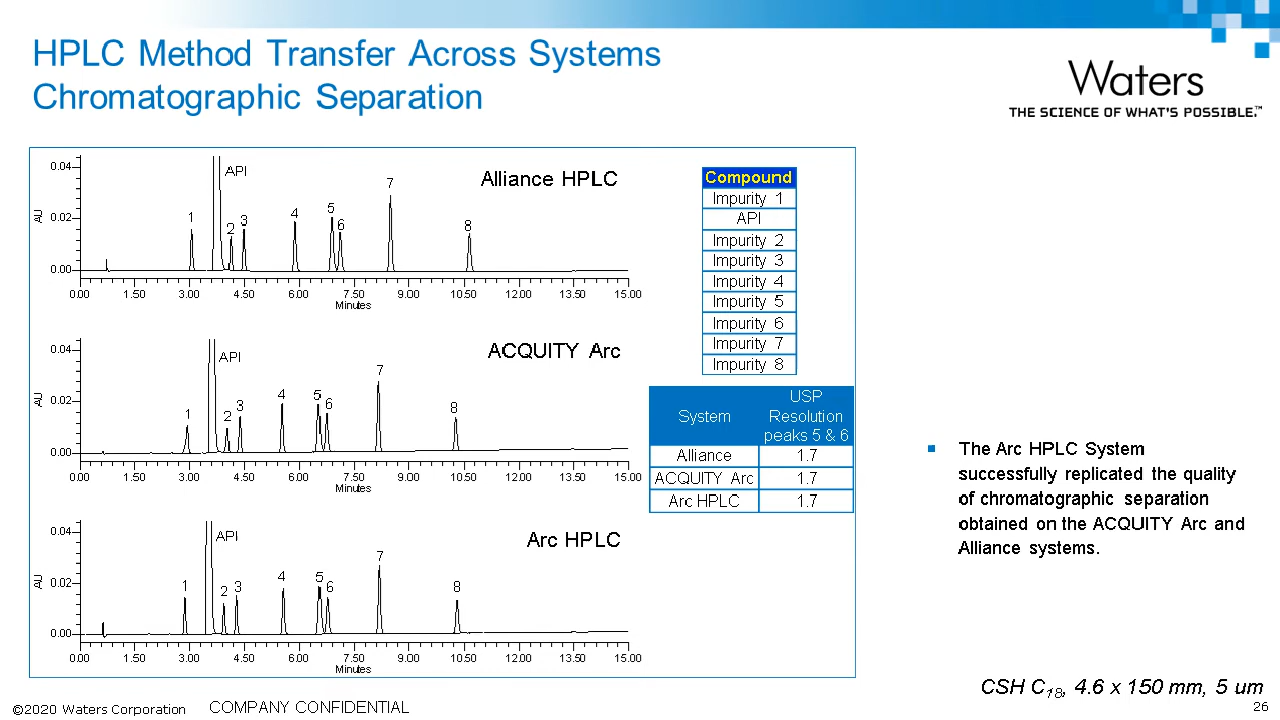 HPLC Method Transfer Across Systems
Chromatographic Separation
Waters
THE SCIENCE OF WHAT'S POSSIBLE.™
Alliance HPLC
API
1
2
3
4
5
6
7
8
AU
0.04
0.02
0.00
0.00 1.50 3.00 4.50 6.00 7.50 9.00 10.50 12.00 13.50 15.00
Minutes
ACQUITY Arc
API
1
2
3
4
5
6
7
8
AU
0.04
0.02
0.00
0.00 1.50 3.00 4.50 6.00 7.50 9.00 10.50 12.00 13.50 15.00
Minutes
Arc HPLC
API
1
2
3
4
5
6
7
8
AU
0.04
0.02
0.00
0.00 1.50 3.00 4.50 6.00 7.50 9.00 10.50 12.00 13.50 15.00
Minutes
Compound
Impurity 1
API
Impurity 2
Impurity 3
Impurity 4
Impurity 5
Impurity 6
Impurity 7
Impurity 8
System USP Resolution peaks 5 & 6
Alliance 1.7
ACQUITY Arc 1.7
Arc HPLC 1.7
▪ The Arc HPLC System
successfully replicated the quality
of chromatographic separation
obtained on the ACQUITY Arc and
Alliance systems.
CSH C18, 4.6 x 150 mm, 5 um
©2020 Waters Corporation COMPANY CONFIDENTIAL
26